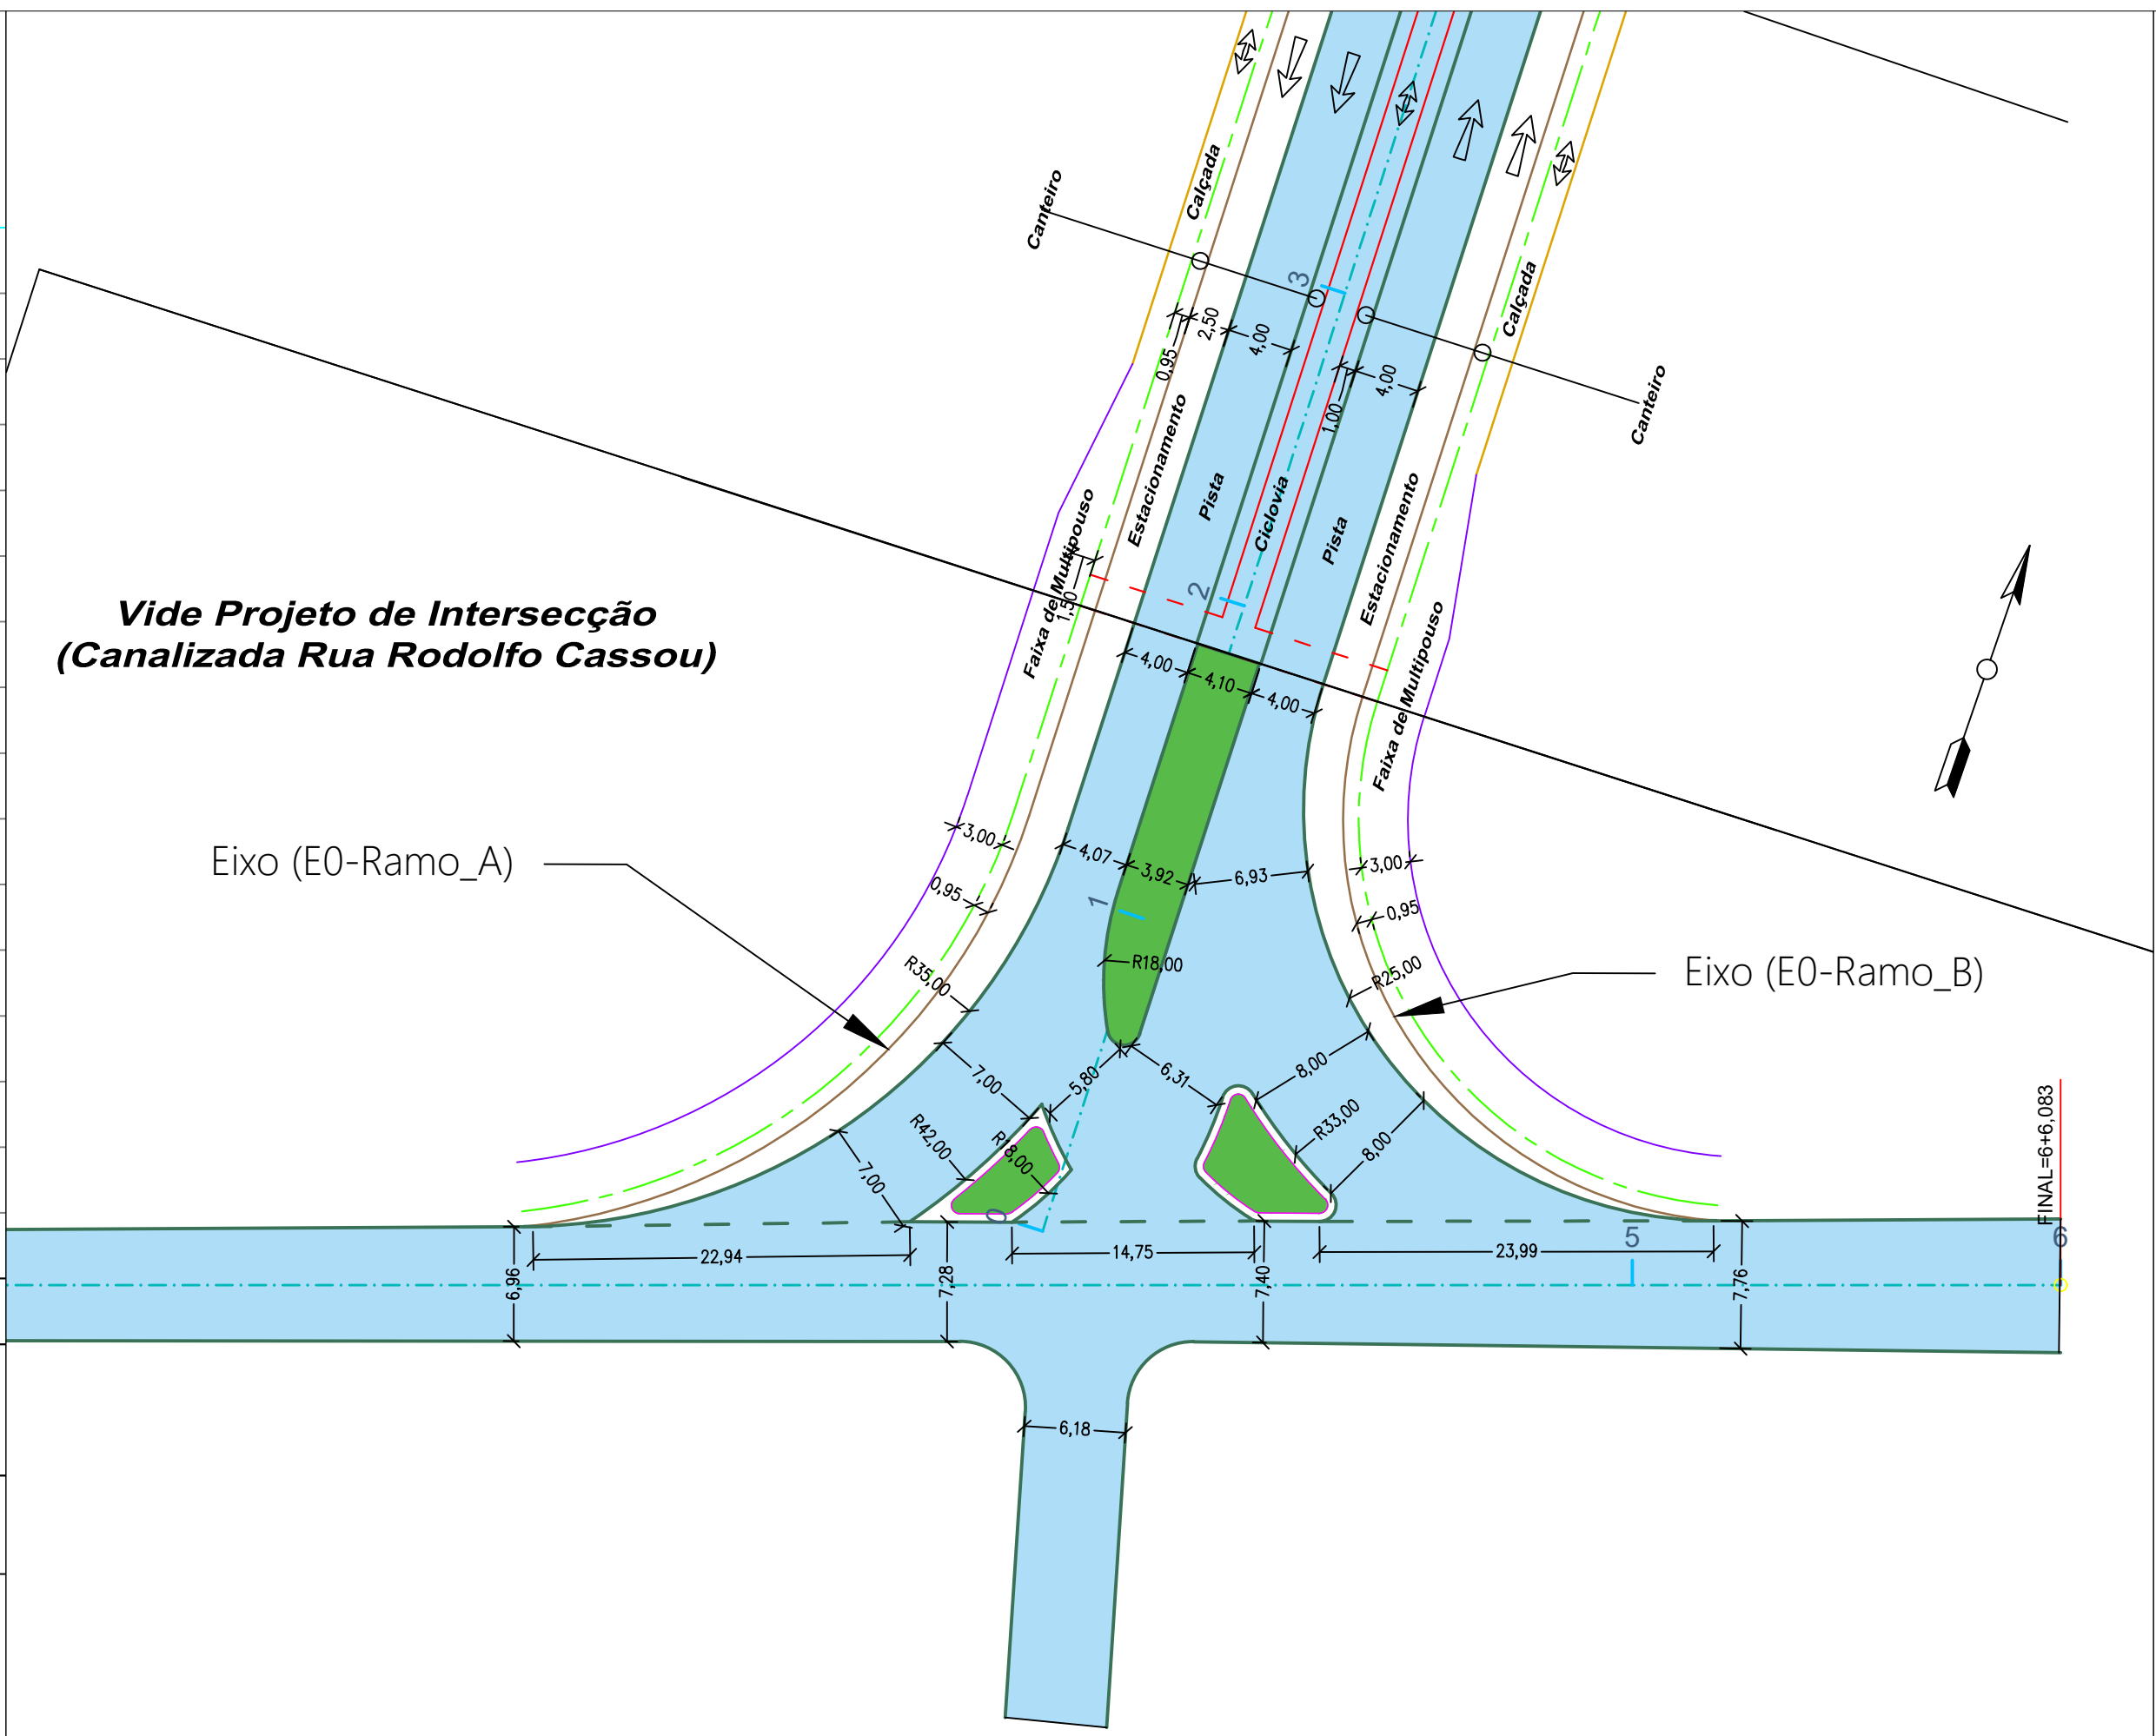 Calçada
Canteiro
3
Calçada
2,50
4,00
0,95
4,00
1,00
Canteiro
Estacionamento
Pista
Ciclovia
Pista
Estacionamento
Faixa de Multipouso
1,50
2
Vide Projeto de Intersecção
(Canalizada Rua Rodolfo Cassou)
Faixa de Multipouso
4,00
4,10
4,00
3,00
Eixo (E0-Ramo_A)
4,07
3,92
6,93
3,00
0,95
1
0,95
R35,00
R18,00
R25,00
Eixo (E0-Ramo_B)
7,00
5,80
6,31
8,00
R42,00
R33,00
8,00
7,00
FINAL=6+6,083
0
5
6
22,94
14,75
23,99
6,96
7,28
7,40
7,76
6,18